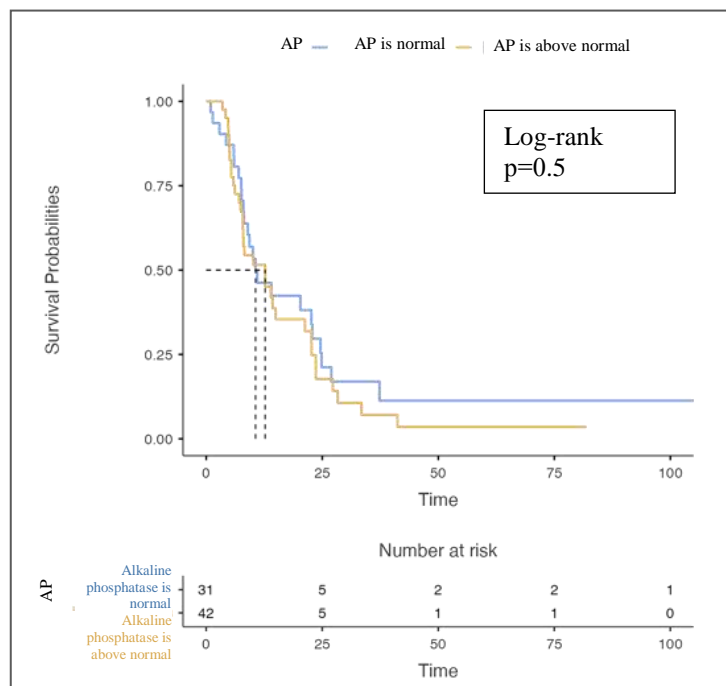 AP AP is normal AP is above normal
Log-rank
p=0.5
Survival Probabilities
1.00
0.75
0.50
0.25
0.00
0 25 50 75 100
Time
Number at risk
AP
Alkaline
phosphatase is
normal
Alkaline
phosphatase is
above normal
31 5 2 2 1
42 5 1 1 0
0 25 50 75 100
Time